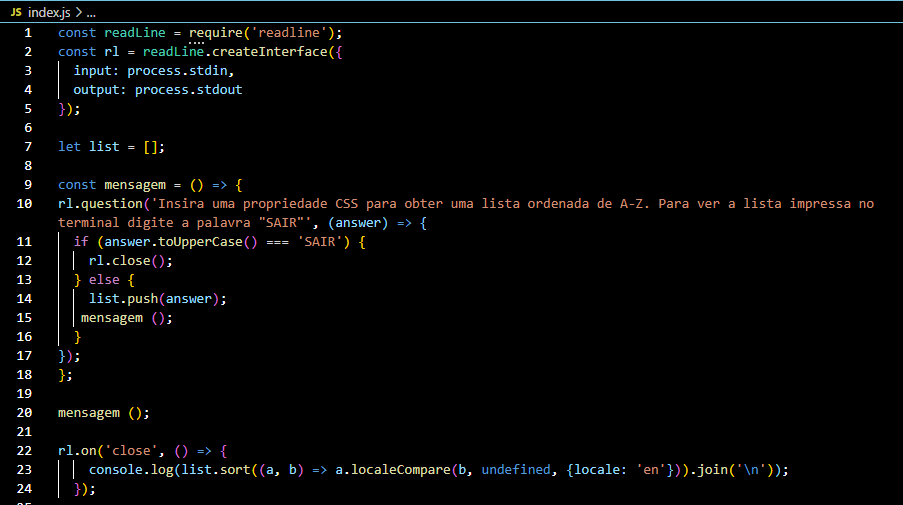 JS index.js > ...
1 const readLine = require('readline');
2 const rl = readLine.createInterface({
3 input: process.stdin,
4 output: process.stdout
5 });
6
7 let list = [];
8
9 const mensagem = () => {
10 rl.question('Insira uma propriedade CSS para obter uma lista ordenada de A-Z. Para ver a lista impressa no
terminal digite a palavra "SAIR"', (answer) => {
11 if (answer.toUpperCase() === 'SAIR') {
12 rl.close();
13 } else {
14 list.push(answer);
15 mensagem ();
16 }
17 });
18 };
19
20 mensagem ();
21
22 rl.on('close', () => {
23 console.log(list.sort((a, b) => a.localeCompare(b, undefined, {locale: 'en'})).join('\n'));
24 });